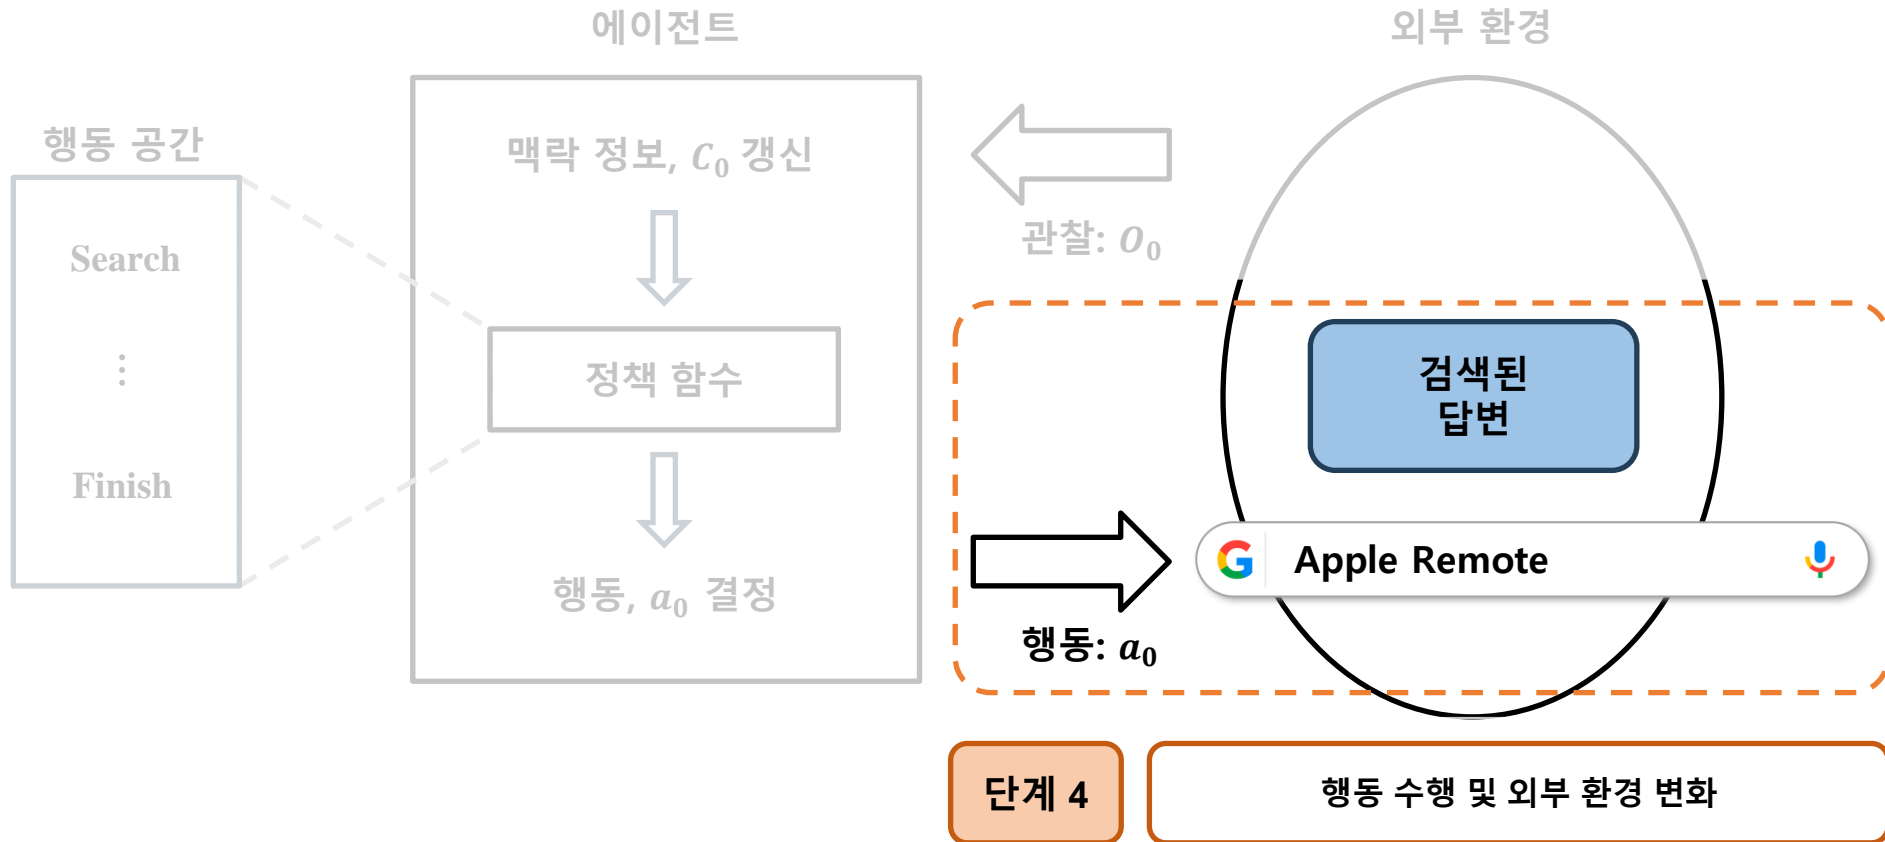 에이전트
외부 환경
행동 공간
Search
⋮
Finish
맥락 정보, C₀ 갱신
정책 함수
행동, a₀ 결정
관찰: O₀
검색된
답변
G Apple Remote
행동: a₀
단계 4
행동 수행 및 외부 환경 변화